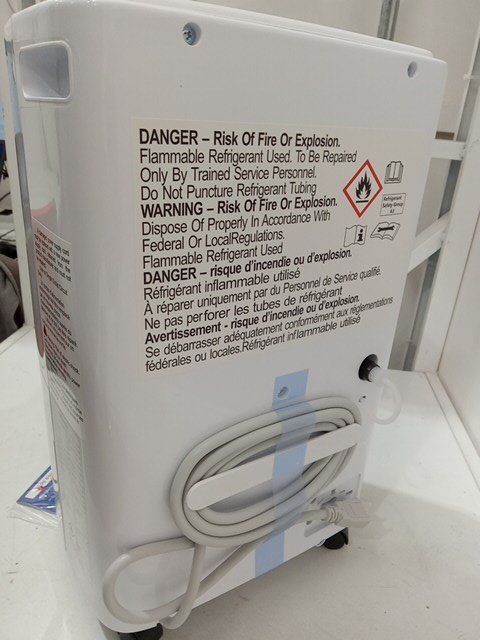 DANGER – Risk Of Fire Or Explosion.
Flammable Refrigerant Used. To Be Repaired
Only By Trained Service Personnel.
Do Not Puncture Refrigerant Tubing
WARNING – Risk Of Fire Or Explosion.
Dispose Of Properly In Accordance With
Federal Or LocalRegulations.
Flammable Refrigerant Used
DANGER – risque d'incendie ou d'explosion.
Réfrigérant inflammable utilisé
À réparer uniquement par du Personnel de Service qualifié.
Ne pas perforer les tubes de réfrigérant
Avertissement - risque d'incendie ou d'explosion.
Se débarrasser adéquatement conformément aux réglementations
fédérales ou locales.Réfrigérant inflammable utilisé
Refrigerant
Safety Group
A3